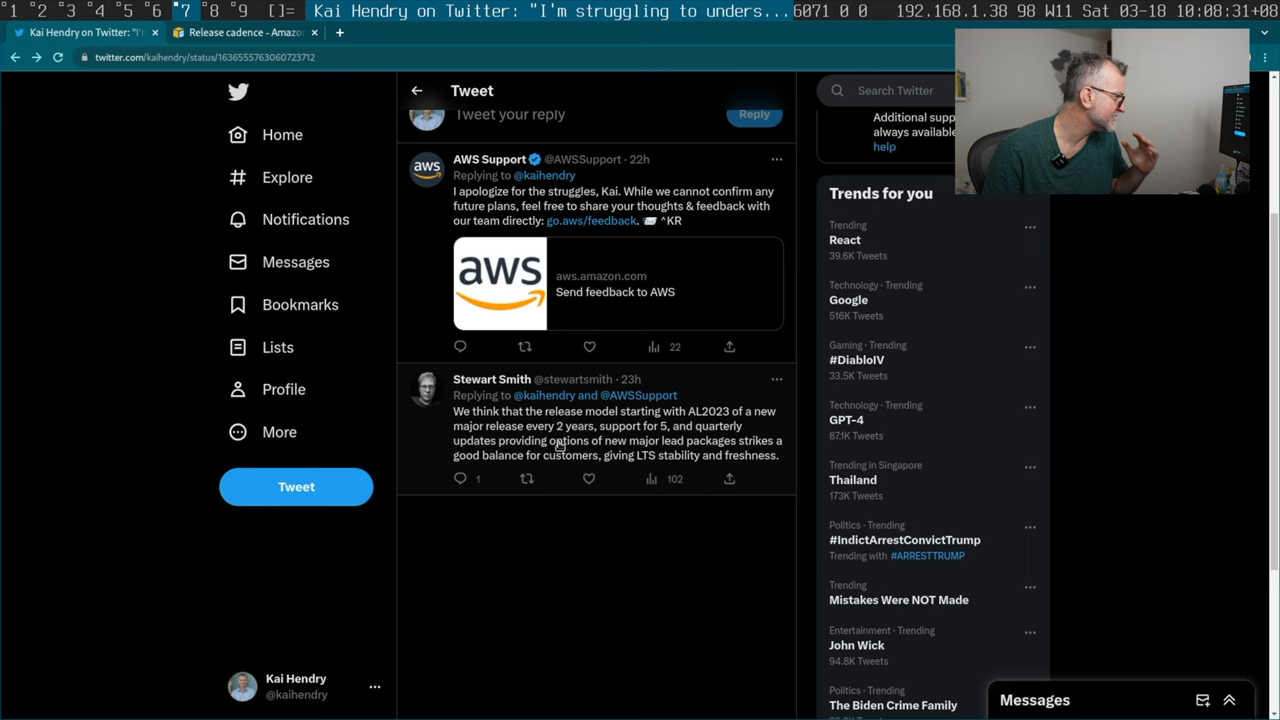 1 2 3 4 5 6 7 8 9 []= Kai Hendry on Twitter: "I'm struggling to unders... 6071 0 0 192.168.1.38 98 W11 Sat 03-18 10:08:31+08
Kai Hendry on Twitter: "I'm
Release cadence - Amazo
twitter.com/kaihendry/status/1636555763060723712
Home
Explore
Notifications
Messages
Bookmarks
Lists
Profile
More
Tweet
Kai Hendry
@kaihendry
Tweet
Tweet your reply
Reply
AWS Support @AWSSupport · 22h
Replying to @kaihendry
I apologize for the struggles, Kai. While we cannot confirm any
future plans, feel free to share your thoughts & feedback with
our team directly: go.aws/feedback. ^KR
aws
aws
aws.amazon.com
Send feedback to AWS
22
Stewart Smith @stewartsmith · 23h
Replying to @kaihendry and @AWSSupport
We think that the release model starting with AL2023 of a new
major release every 2 years, support for 5, and quarterly
updates providing options of new major lead packages strikes a
good balance for customers, giving LTS stability and freshness.
1
102
Search Twitter
Additional supp
always available
help
Trends for you
Trending
React
39.6K Tweets
Technology · Trending
Google
516K Tweets
Gaming · Trending
#DiabloIV
33.5K Tweets
Technology · Trending
GPT-4
87.1K Tweets
Trending in Singapore
Thailand
173K Tweets
Politics · Trending
#IndictArrestConvictTrump
Trending with #ARRESTTRUMP
Trending
Mistakes Were NOT Made
Entertainment · Trending
John Wick
94.8K Tweets
Politics · Trending
The Biden Crime Family
Messages